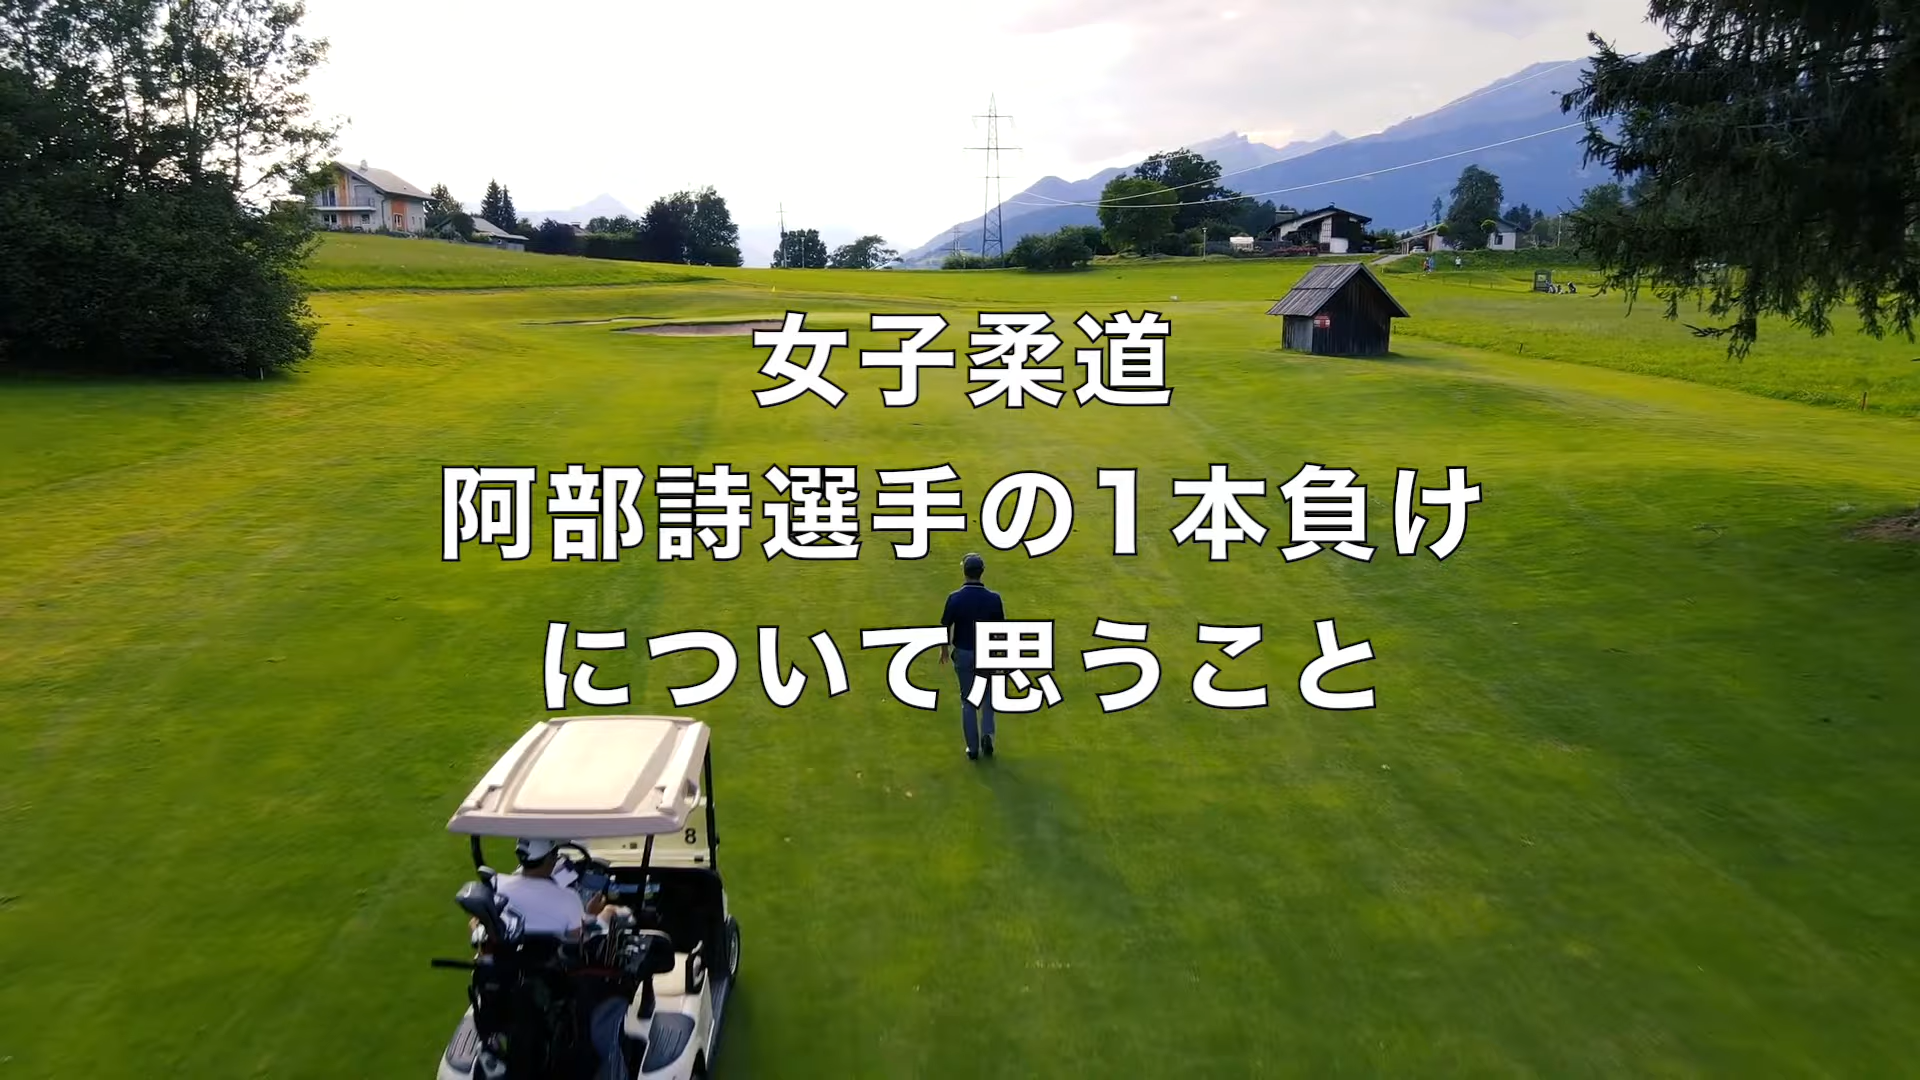 女子柔道
阿部詩選手の1本負け
について思うこと
8